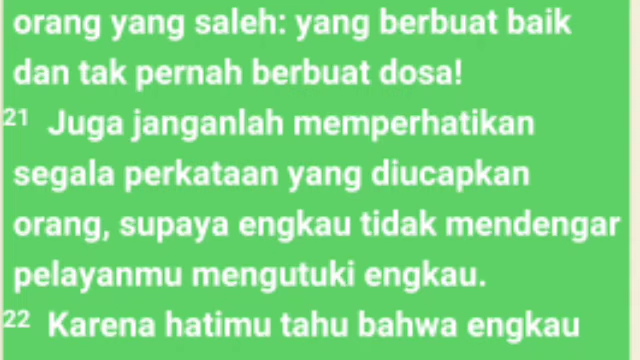 orang yang saleh: yang berbuat baik
dan tak pernah berbuat dosa!
21 Juga janganlah memperhatikan
segala perkataan yang diucapkan
orang, supaya engkau tidak mendengar
pelayanmu mengutuki engkau.
22 Karena hatimu tahu bahwa engkau